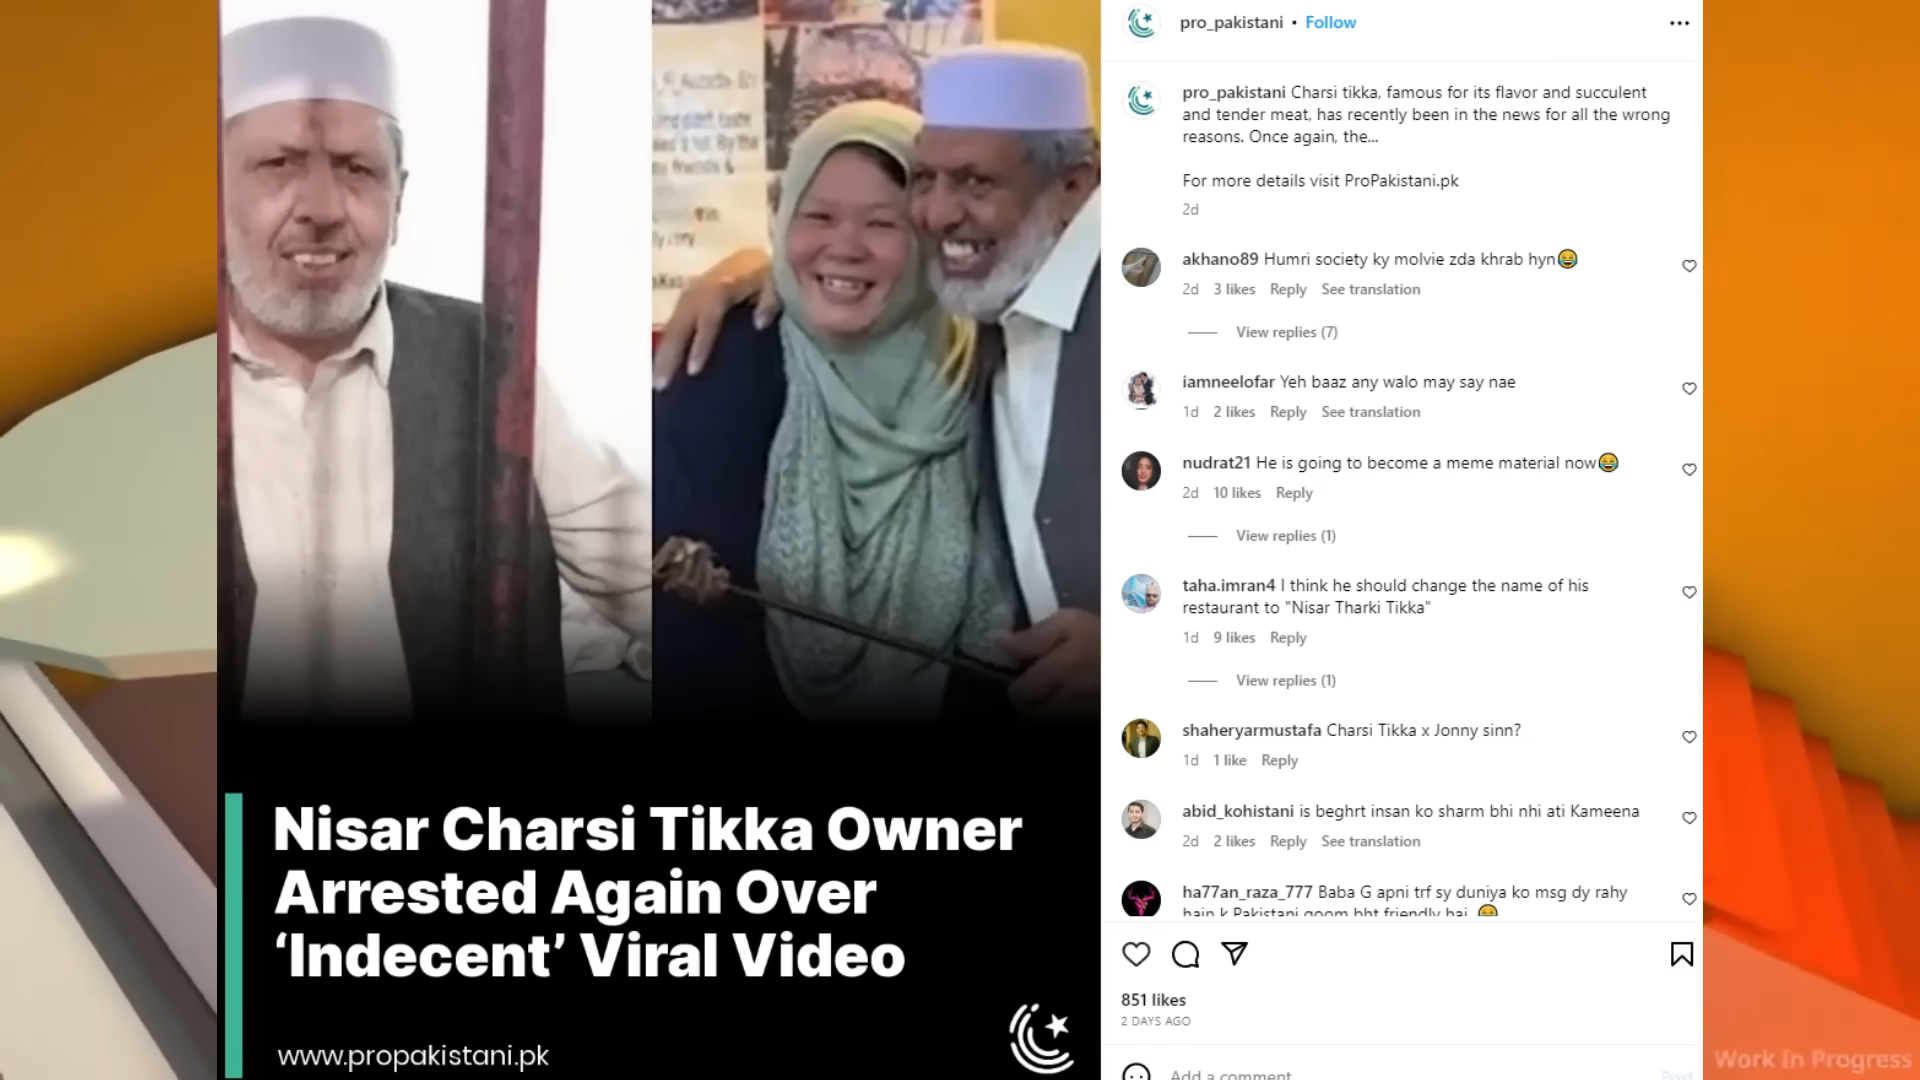 pro_pakistani • Follow
pro_pakistani Charsi tikka, famous for its flavor and succulent
and tender meat, has recently been in the news for all the wrong
reasons. Once again, the...
For more details visit ProPakistani.pk
2d
akhano89 Humri society ky molvie zda khrab hyn😂
2d 3 likes Reply See translation
View replies (7)
iamneelofar Yeh baaz any walo may say nae
1d 2 likes Reply See translation
nudrat21 He is going to become a meme material now😂
2d 10 likes Reply
View replies (1)
taha.imran4 I think he should change the name of his
restaurant to "Nisar Tharki Tikka"
1d 9 likes Reply
View replies (1)
shaheryarmustafa Charsi Tikka x Jonny sinn?
1d 1 like Reply
abid_kohistani is beghrt insan ko sharm bhi nhi ati Kameena
2d 2 likes Reply See translation
ha77an_raza_777 Baba G apni trf sy duniya ko msg dy rahy
hain k Pakistani qoom bht friendly hai 😂
851 likes
2 DAYS AGO
Add a comment...
Post
Nisar Charsi Tikka Owner
Arrested Again Over
‘Indecent’ Viral Video
www.propakistani.pk
Work In Progress